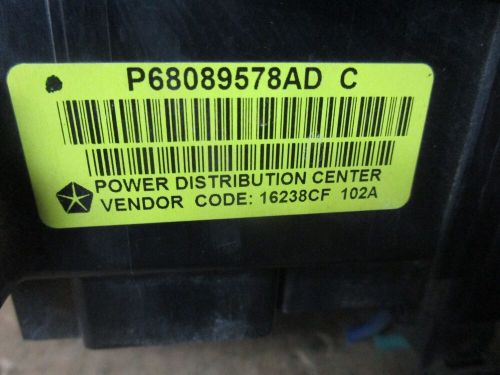 P68089578AD C
POWER DISTRIBUTION CENTER
VENDOR CODE: 16238CF 102A